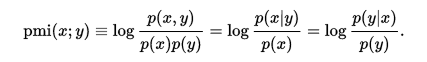 pmi(x; y) ≡ log p(x, y) / p(x)p(y) = log p(x|y) / p(x) = log p(y|x) / p(y).